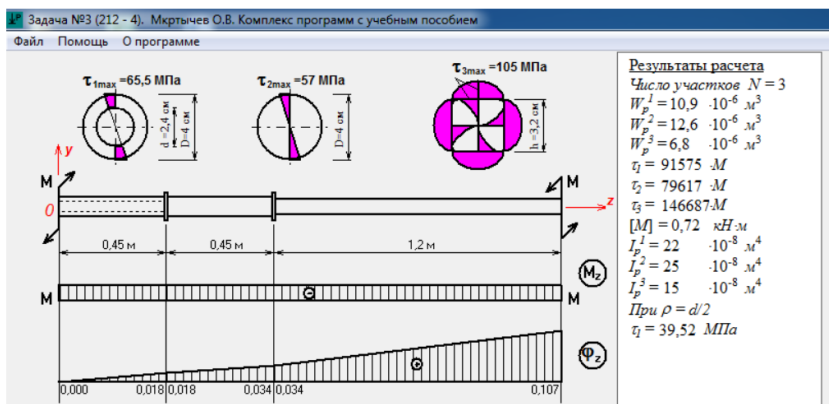 Задача №3 (212 - 4). Мкртычев О.В. Комплекс программ с учебным пособием
Файл Помощь О программе
τ1max =65,5 МПа
τ2max =57 МПа
τ3max =105 МПа
d =2,4 см
D=4 см
D=4 см
h =3,2 см
y
M
M
0
z
0,45 м
0,45 м
1,2 м
Mz
M
M
φz
0,000
0,018
0,018
0,034
0,034
0,107
Результаты расчета
Число участков N = 3
Wp1 = 10,9 ·10-6 м3
Wp2 = 12,6 ·10-6 м3
Wp3 = 6,8 ·10-6 м3
τ1 = 91575 ·М
τ2 = 79617 ·М
τ3 = 146687·М
[M] = 0,72 кН·м
Ip1 = 22 ·10-8 м4
Ip2 = 25 ·10-8 м4
Ip3 = 15 ·10-8 м4
При ρ = d/2
τ1 = 39,52 МПа